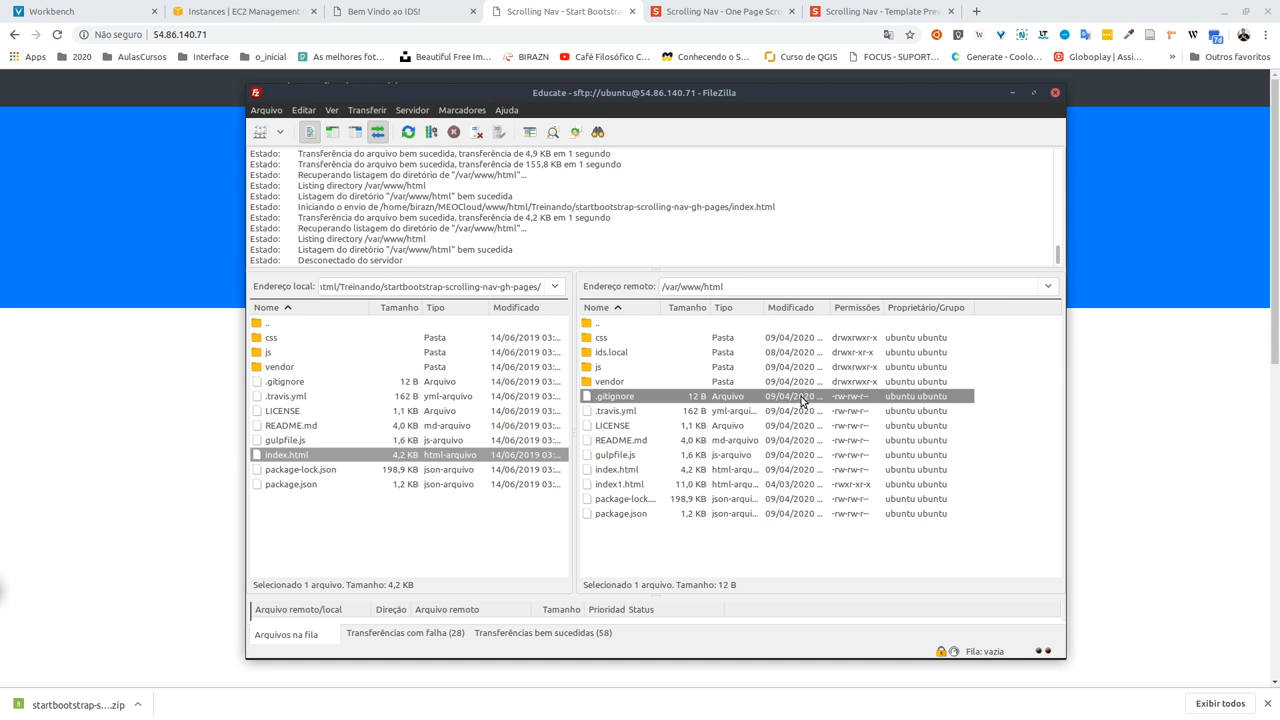 Workbench
Instances | EC2 Management
Bem Vindo ao IDS!
Scrolling Nav - Start Bootstra
Scrolling Nav - One Page Scro
Scrolling Nav - Template Prev
Não seguro | 54.86.140.71
Apps
2020
AulasCursos
Interface
o_inicial
As melhores fot...
Beautiful Free Im...
BIRAZN
Café Filosófico C...
Conhecendo o S...
Curso de QGIS
FOCUS - SUPORT...
Generate - Coolo...
Globoplay | Assi...
»
Outros favoritos
Educate - sftp://ubuntu@54.86.140.71 - FileZilla
Arquivo Editar Ver Transferir Servidor Marcadores Ajuda
Estado: Transferência do arquivo bem sucedida, transferência de 4,9 KB em 1 segundo
Estado: Transferência do arquivo bem sucedida, transferência de 155,8 KB em 1 segundo
Estado: Recuperando listagem do diretório de "/var/www/html"...
Estado: Listing directory /var/www/html
Estado: Listagem do diretório "/var/www/html" bem sucedida
Estado: Iniciando o envio de /home/birazn/MEOCloud/www/html/Treinando/startbootstrap-scrolling-nav-gh-pages/index.html
Estado: Transferência do arquivo bem sucedida, transferência de 4,2 KB em 1 segundo
Estado: Recuperando listagem do diretório de "/var/www/html"...
Estado: Listing directory /var/www/html
Estado: Listagem do diretório "/var/www/html" bem sucedida
Estado: Desconectado do servidor
Endereço local: ıtml/Treinando/startbootstrap-scrolling-nav-gh-pages/
Nome Tamanho Tipo Modificado
..
css Pasta 14/06/2019 03:...
js Pasta 14/06/2019 03:...
vendor Pasta 14/06/2019 03:...
.gitignore 12 B Arquivo 14/06/2019 03:...
.travis.yml 162 B yml-arquivo 14/06/2019 03:...
LICENSE 1,1 KB Arquivo 14/06/2019 03:...
README.md 4,0 KB md-arquivo 14/06/2019 03:...
gulpfile.js 1,6 KB js-arquivo 14/06/2019 03:...
index.html 4,2 KB html-arquivo 14/06/2019 03:...
package-lock.json 198,9 KB json-arquivo 14/06/2019 03:...
package.json 1,2 KB json-arquivo 14/06/2019 03:...
Selecionado 1 arquivo. Tamanho: 4,2 KB
Endereço remoto: /var/www/html
Nome Tamanho Tipo Modificado Permissões Proprietário/Grupo
..
css Pasta 09/04/2020 ... drwxrwxr-x ubuntu ubuntu
ids.local Pasta 08/04/2020 ... drwxr-xr-x ubuntu ubuntu
js Pasta 09/04/2020 ... drwxrwxr-x ubuntu ubuntu
vendor Pasta 09/04/2020 ... drwxrwxr-x ubuntu ubuntu
.gitignore 12 B Arquivo 09/04/2020 ... -rw-rw-r-- ubuntu ubuntu
.travis.yml 162 B yml-arqui... 09/04/2020 ... -rw-rw-r-- ubuntu ubuntu
LICENSE 1,1 KB Arquivo 09/04/2020 ... -rw-rw-r-- ubuntu ubuntu
README.md 4,0 KB md-arquivo 09/04/2020 ... -rw-rw-r-- ubuntu ubuntu
gulpfile.js 1,6 KB js-arquivo 09/04/2020 ... -rw-rw-r-- ubuntu ubuntu
index.html 4,2 KB html-arqu... 09/04/2020 ... -rw-rw-r-- ubuntu ubuntu
index1.html 11,0 KB html-arqu... 04/03/2020 ... -rwxr-xr-x ubuntu ubuntu
package-lock.... 198,9 KB json-arqui... 09/04/2020 ... -rw-rw-r-- ubuntu ubuntu
package.json 1,2 KB json-arqui... 09/04/2020 ... -rw-rw-r-- ubuntu ubuntu
Selecionado 1 arquivo. Tamanho: 12 B
Arquivo remoto/local Direção Arquivo remoto Tamanho Prioridad Status
Arquivos na fila Transferências com falha (28) Transferências bem sucedidas (58)
Fila: vazia
startbootstrap-s....zip
Exibir todos